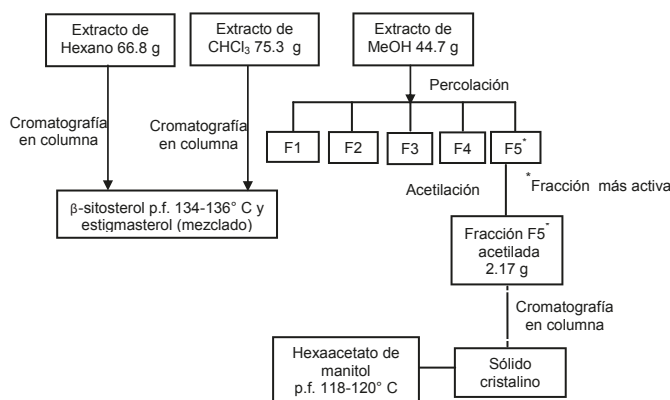 Extracto de
Hexano 66.8 g
Extracto de
CHCl₃ 75.3 g
Extracto de
MeOH 44.7 g
Percolación
Cromatografía
en columna
Cromatografía
en columna
F1
F2
F3
F4
F5*
Acetilación
*Fracción más activa
β-sitosterol p.f. 134-136° C y
estigmasterol (mezclado)
Fracción F5*
acetilada
2.17 g
Cromatografía
en columna
Hexaacetato de
manitol
p.f. 118-120° C
Sólido
cristalino